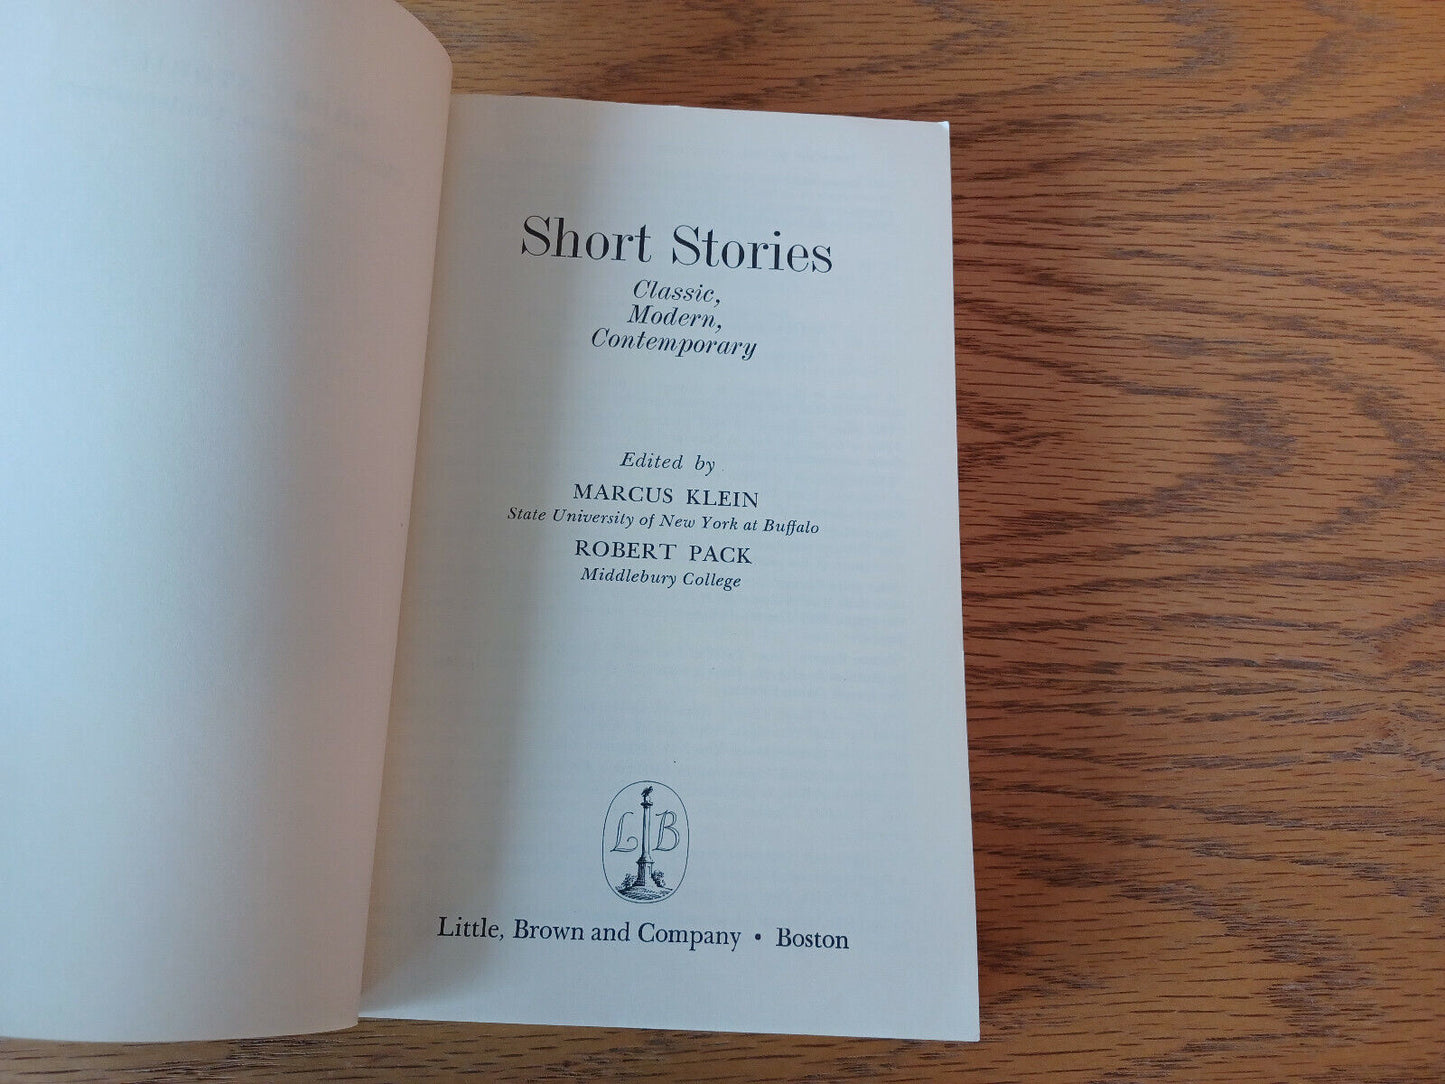 Short Stories
Classic,
Modern,
Contemporary
Edited by
MARCUS KLEIN
State University of New York at Buffalo
ROBERT PACK
Middlebury College
L B
Little, Brown and Company • Boston